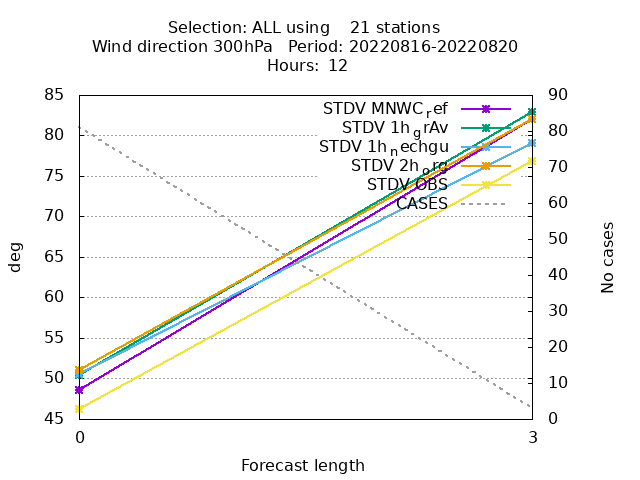 Selection: ALL using    21 stations
Wind direction 300hPa   Period: 20220816-20220820
Hours: 12
deg
85
80
75
70
65
60
55
50
45
STDV MNWC_ref
STDV 1h_grAv
STDV 1h_nechgu
STDV 2h_org
STDV OBS
CASES
90
80
70
60
50
40
30
20
10
0
No cases
0
3
Forecast length